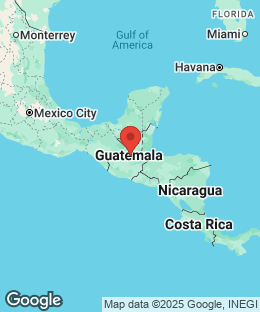 FLORIDA
Monterrey
Gulf of
America
Miami
Havana
Mexico City
Guatemala
Nicaragua
Costa Rica
Google
Map data ©2025 Google, INEGI